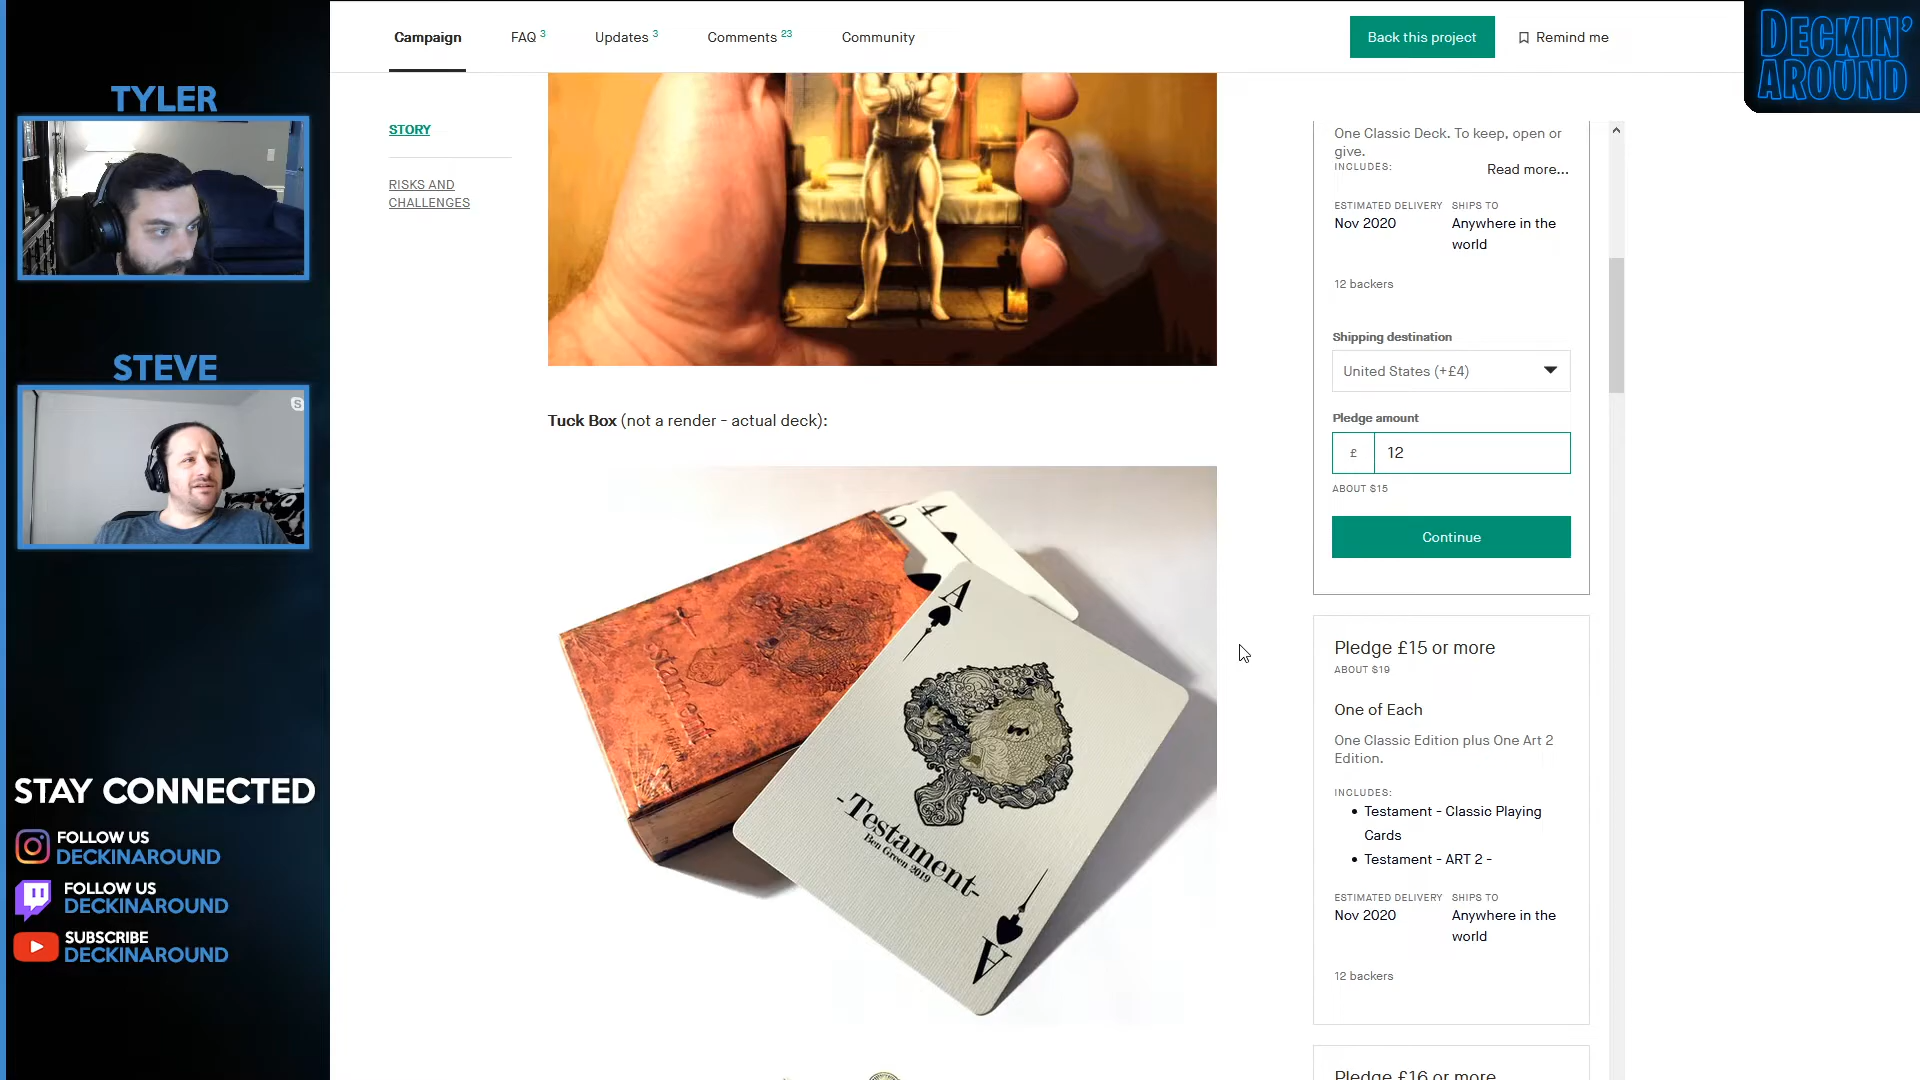 TYLER
STEVE
STAY CONNECTED
FOLLOW US
DECKINAROUND
FOLLOW US
DECKINAROUND
SUBSCRIBE
DECKINAROUND
Campaign
FAQ 3
Updates 3
Comments 23
Community
Back this project
Remind me
DECKIN'
AROUND
STORY
RISKS AND
CHALLENGES
Tuck Box (not a render - actual deck):
9
4
A
-Testament-
Ben Green 2019
A
One Classic Deck. To keep, open or
give.
INCLUDES:
Read more...
ESTIMATED DELIVERY
SHIPS TO
Nov 2020
Anywhere in the
world
12 backers
Shipping destination
United States (+£4)
Pledge amount
£
12
ABOUT $15
Continue
Pledge £15 or more
ABOUT $19
One of Each
One Classic Edition plus One Art 2
Edition.
INCLUDES:
• Testament - Classic Playing
Cards
• Testament - ART 2 -
ESTIMATED DELIVERY
SHIPS TO
Nov 2020
Anywhere in the
world
12 backers
Pledge £16 or more